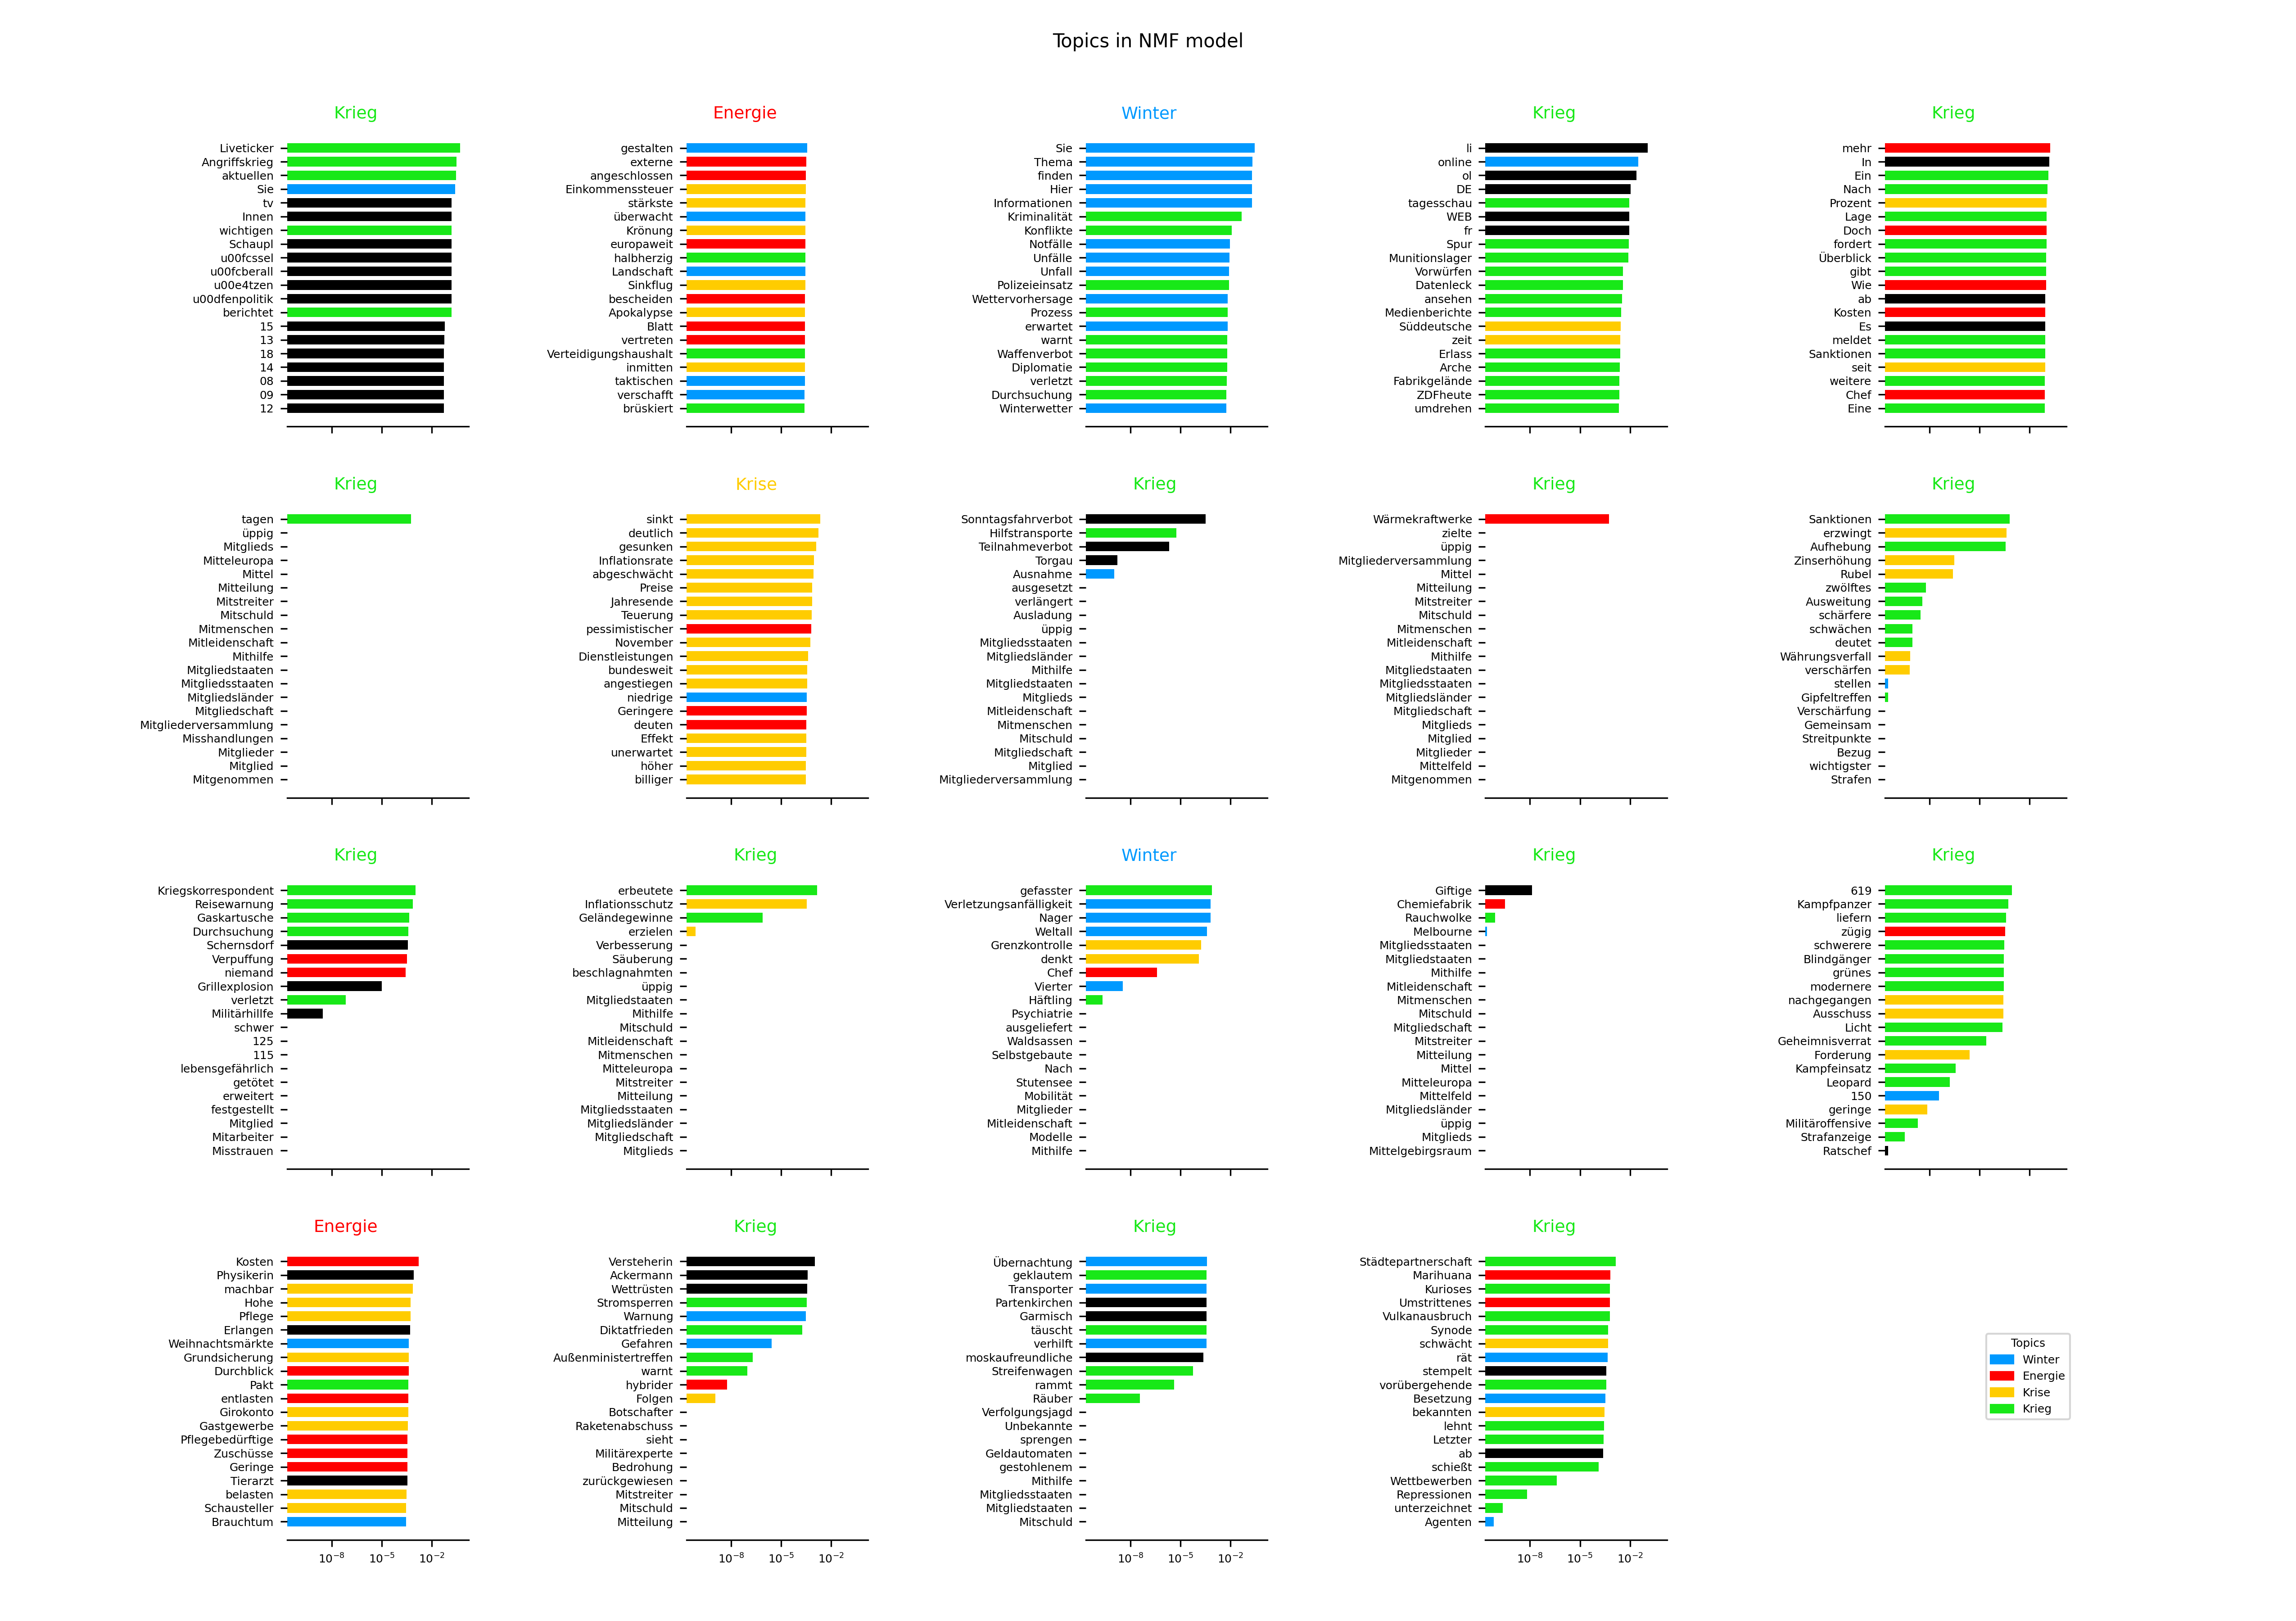 Topics in NMF model
Krieg
Liveticker
Angriffskrieg
aktuellen
Sie
tv
Innen
wichtigen
Schaupl
u00fcssel
u00fcberall
u00e4tzen
u00dfenpolitik
berichtet
15
13
18
14
08
09
12
Energie
gestalten
externe
angeschlossen
Einkommenssteuer
stärkste
überwacht
Krönung
europaweit
halbherzig
Landschaft
Sinkflug
bescheiden
Apokalypse
Blatt
vertreten
Verteidigungshaushalt
inmitten
taktischen
verschafft
brüskiert
Winter
Sie
Thema
finden
Hier
Informationen
Kriminalität
Konflikte
Notfälle
Unfälle
Unfall
Polizeieinsatz
Wettervorhersage
Prozess
erwartet
warnt
Waffenverbot
Diplomatie
verletzt
Durchsuchung
Winterwetter
Krieg
li
online
ol
DE
tagesschau
WEB
fr
Spur
Munitionslager
Vorwürfen
Datenleck
ansehen
Medienberichte
Süddeutsche
zeit
Erlass
Arche
Fabrikgelände
ZDFheute
umdrehen
Krieg
mehr
In
Ein
Nach
Prozent
Lage
Doch
fordert
Überblick
gibt
Wie
ab
Kosten
Es
meldet
Sanktionen
seit
weitere
Chef
Eine
Krieg
tagen
üppig
Mitglieds
Mitteleuropa
Mittel
Mitteilung
Mitstreiter
Mitschuld
Mitmenschen
Mitleidenschaft
Mithilfe
Mitgliedstaaten
Mitgliedsstaaten
Mitgliedsländer
Mitgliedschaft
Mitgliederversammlung
Misshandlungen
Mitglieder
Mitglied
Mitgenommen
Krise
sinkt
deutlich
gesunken
Inflationsrate
abgeschwächt
Preise
Jahresende
Teuerung
pessimistischer
November
Dienstleistungen
bundesweit
angestiegen
niedrige
Geringere
deuten
Effekt
unerwartet
höher
billiger
Krieg
Sonntagsfahrverbot
Hilfstransporte
Teilnahmeverbot
Torgau
Ausnahme
ausgesetzt
verlängert
Ausladung
üppig
Mitgliedsstaaten
Mitgliedsländer
Mithilfe
Mitgliedstaaten
Mitglieds
Mitleidenschaft
Mitmenschen
Mitschuld
Mitgliedschaft
Mitglied
Mitgliederversammlung
Krieg
Wärmekraftwerke
zielte
üppig
Mitgliederversammlung
Mittel
Mitteilung
Mitstreiter
Mitschuld
Mitmenschen
Mitleidenschaft
Mithilfe
Mitgliedstaaten
Mitgliedsstaaten
Mitgliedsländer
Mitgliedschaft
Mitglieds
Mitglied
Mitglieder
Mittelfeld
Mitgenommen
Krieg
Sanktionen
erzwingt
Aufhebung
Zinserhöhung
Rubel
zwölftes
Ausweitung
schärfere
schwächen
deutet
Währungsverfall
verschärfen
stellen
Gipfeltreffen
Verschärfung
Gemeinsam
Streitpunkte
Bezug
wichtigster
Strafen
Krieg
Kriegskorrespondent
Reisewarnung
Gaskartusche
Durchsuchung
Schernsdorf
Verpuffung
niemand
Grillexplosion
verletzt
Militärhillfe
schwer
125
115
lebensgefährlich
getötet
erweitert
festgestellt
Mitglied
Mitarbeiter
Misstrauen
Krieg
erbeutete
Inflationsschutz
Geländegewinne
erzielen
Verbesserung
Säuberung
beschlagnahmten
üppig
Mitgliedstaaten
Mithilfe
Mitschuld
Mitleidenschaft
Mitmenschen
Mitteleuropa
Mitstreiter
Mitteilung
Mitgliedsstaaten
Mitgliedsländer
Mitgliedschaft
Mitglieds
Winter
gefasster
Verletzungsanfälligkeit
Nager
Weltall
Grenzkontrolle
denkt
Chef
Vierter
Häftling
Psychiatrie
ausgeliefert
Waldsassen
Selbstgebaute
Nach
Stutensee
Mobilität
Mitglieder
Mitleidenschaft
Modelle
Mithilfe
Krieg
Giftige
Chemiefabrik
Rauchwolke
Melbourne
Mitgliedsstaaten
Mitgliedstaaten
Mithilfe
Mitleidenschaft
Mitmenschen
Mitschuld
Mitgliedschaft
Mitstreiter
Mitteilung
Mittel
Mitteleuropa
Mittelfeld
Mitgliedsländer
üppig
Mitglieds
Mittelgebirgsraum
Krieg
619
Kampfpanzer
liefern
zügig
schwerere
Blindgänger
grünes
modernere
nachgegangen
Ausschuss
Licht
Geheimnisverrat
Forderung
Kampfeinsatz
Leopard
150
geringe
Militäroffensive
Strafanzeige
Ratschef
Energie
Kosten
Physikerin
machbar
Hohe
Pflege
Erlangen
Weihnachtsmärkte
Grundsicherung
Durchblick
Pakt
entlasten
Girokonto
Gastgewerbe
Pflegebedürftige
Zuschüsse
Geringe
Tierarzt
belasten
Schausteller
Brauchtum
10⁻⁸ 10⁻⁵ 10⁻²
Krieg
Versteherin
Ackermann
Wettrüsten
Stromsperren
Warnung
Diktatfrieden
Gefahren
Außenministertreffen
warnt
hybrider
Folgen
Botschafter
Raketenabschuss
sieht
Militärexperte
Bedrohung
zurückgewiesen
Mitstreiter
Mitschuld
Mitteilung
10⁻⁸ 10⁻⁵ 10⁻²
Krieg
Übernachtung
geklautem
Transporter
Partenkirchen
Garmisch
täuscht
verhilft
moskaufreundliche
Streifenwagen
rammt
Räuber
Verfolgungsjagd
Unbekannte
sprengen
Geldautomaten
gestohlenem
Mithilfe
Mitgliedsstaaten
Mitgliedstaaten
Mitschuld
10⁻⁸ 10⁻⁵ 10⁻²
Krieg
Städtepartnerschaft
Marihuana
Kurioses
Umstrittenes
Vulkanausbruch
Synode
schwächt
rät
stempelt
vorübergehende
Besetzung
bekannten
lehnt
Letzter
ab
schießt
Wettbewerben
Repressionen
unterzeichnet
Agenten
10⁻⁸ 10⁻⁵ 10⁻²
Topics
Winter
Energie
Krise
Krieg